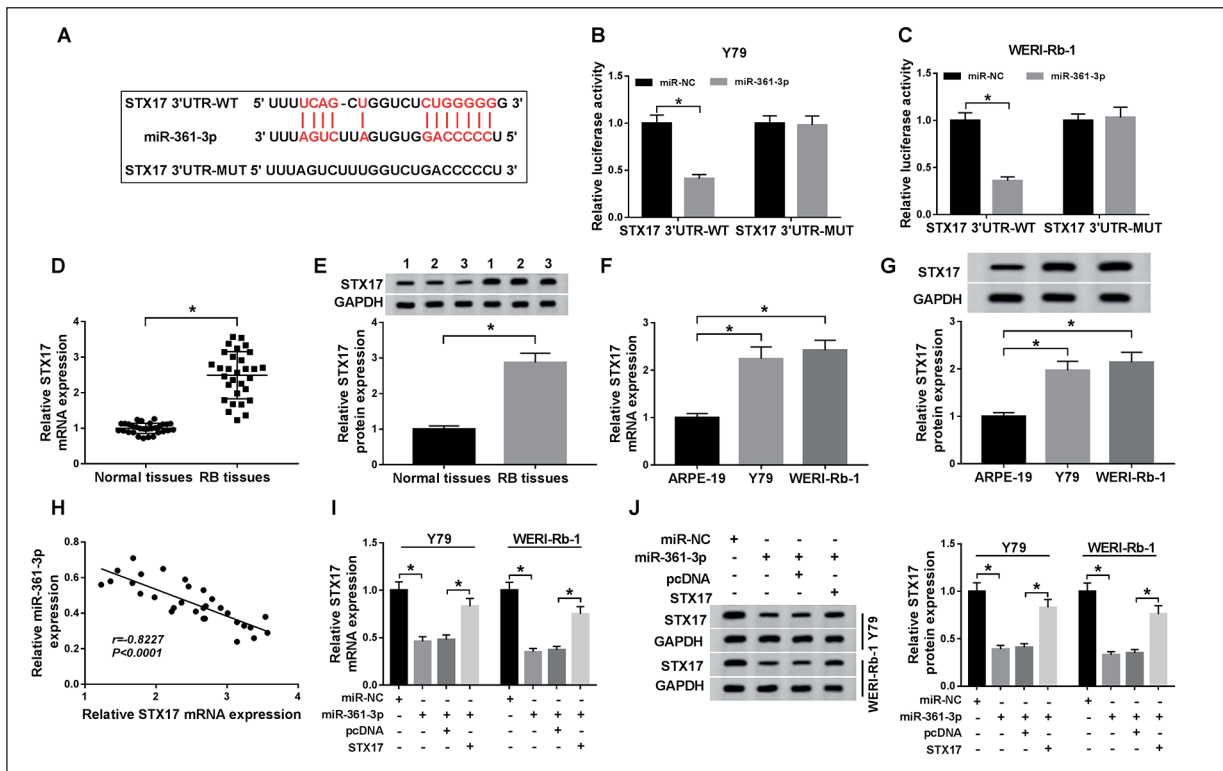 A
STX17 3'UTR-WT 5' UUUUCAG-CUGGUCUCUGGGGGG 3'
miR-361-3p 3'UUUAGUCUUAGUGUGGACCCCCU 5'
STX17 3'UTR-MUT 5' UUUAGUCUUUGGUCUGACCCCCU 3'
B
Y79
miR-NC miR-361-3p
Relative luciferase activity
1.5
1.0
0.5
0.0
*
STX17 3'UTR-WT STX17 3'UTR-MUT
C
WERI-Rb-1
miR-NC miR-361-3p
Relative luciferase activity
1.5
1.0
0.5
0.0
*
STX17 3'UTR-WT STX17 3'UTR-MUT
D
Relative STX17
mRNA expression
4
3
2
1
0
*
Normal tissues RB tissues
E
1 2 3 1 2 3
STX17
GAPDH
Relative STX17
protein expression
4
3
2
1
0
*
Normal tissues RB tissues
F
Relative STX17
mRNA expression
4
3
2
1
0
*
*
ARPE-19 Y79 WERI-Rb-1
G
STX17
GAPDH
Relative STX17
protein expression
3
2
1
0
*
*
ARPE-19 Y79 WERI-Rb-1
H
Relative miR-361-3p
expression
0.8
0.6
0.4
0.2
0.0
r=-0.8227
P<0.0001
1 2 3 4
Relative STX17 mRNA expression
I
Y79 WERI-Rb-1
Relative STX17
mRNA expression
1.5
1.0
0.5
0.0
* * * *
miR-NC + - - - + - - -
miR-361-3p - + + + - + + +
pcDNA - - + - - - + -
STX17 - - - + - - - +
J
miR-NC + - - -
miR-361-3p - + + +
pcDNA - - + -
STX17 - - - +
STX17
GAPDH
STX17
GAPDH
WERI-Rb-1 Y79
Y79 WERI-Rb-1
Relative STX17
protein expression
1.5
1.0
0.5
0.0
* * * *
miR-NC + - - - + - - -
miR-361-3p - + + + - + + +
pcDNA - - + - - - + -
STX17 - - - + - - - +